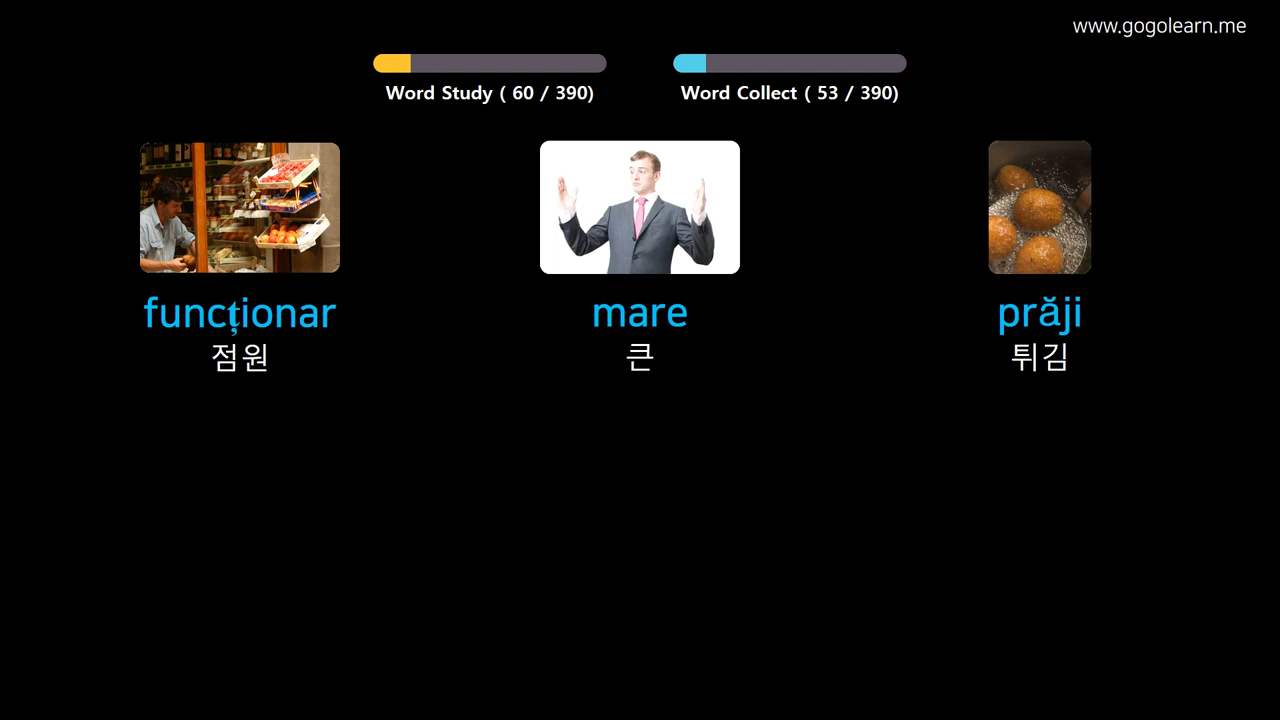 www.gogolearn.me
Word Study ( 60 / 390)
Word Collect ( 53 / 390)
funcționar
mare
prăji
점원
큰
튀김